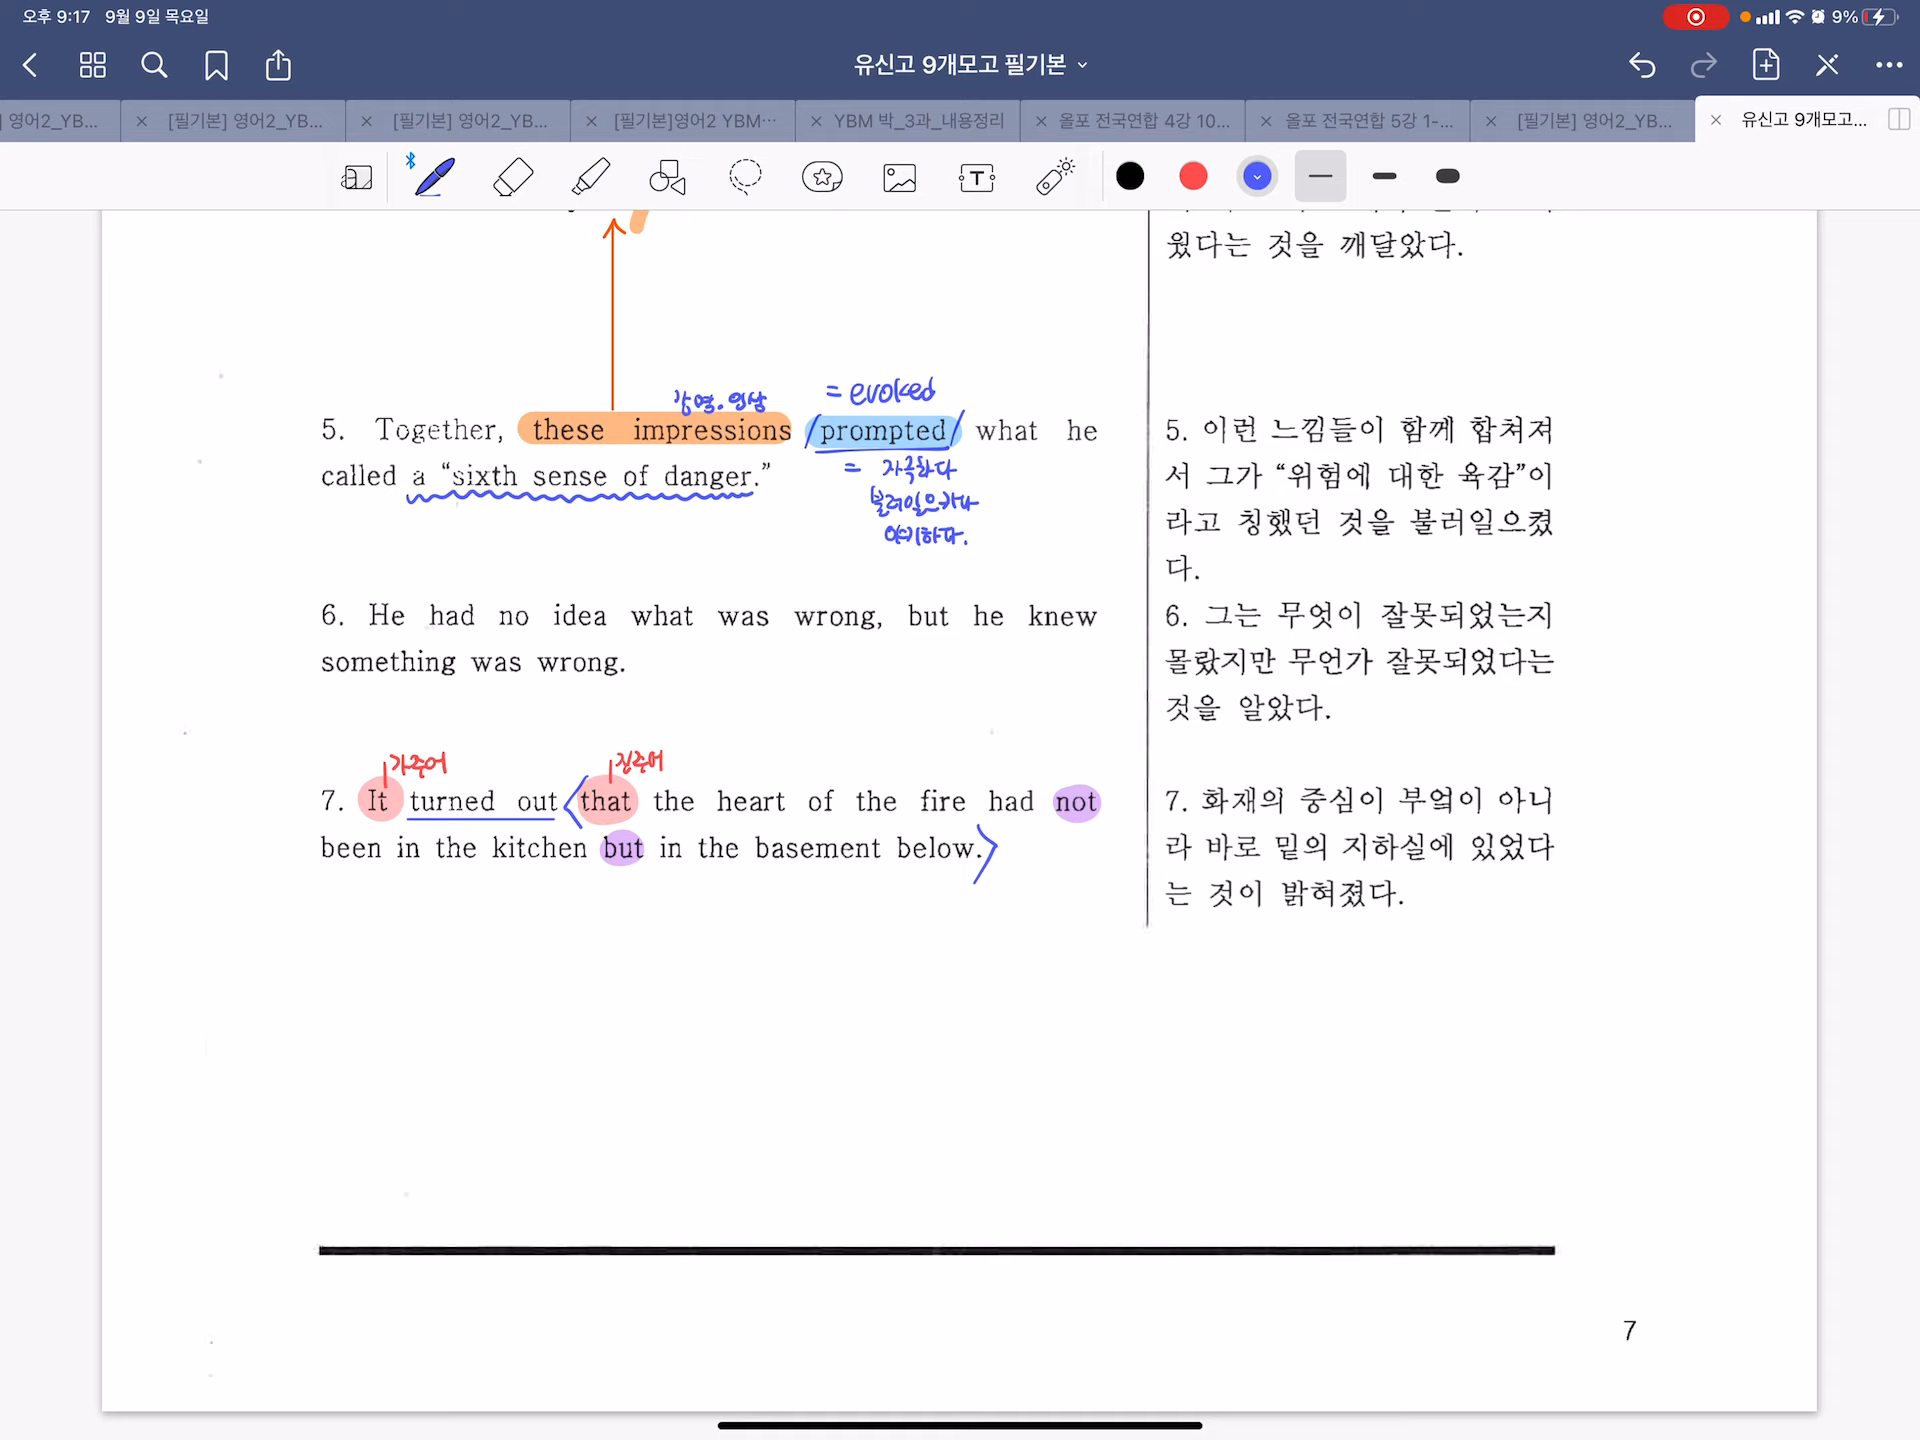 오후 9:17 9월 9일 목요일
9%
유신고 9개모고 필기본
영어2_YB...
[필기본] 영어2_YB...
[필기본] 영어2_YB...
[필기본]영어2 YBM...
YBM 박_3과_내용정리
올포 전국연합 4강 10...
올포 전국연합 5강 1-...
[필기본] 영어2_YB...
유신고 9개모고...
웠다는 것을 깨달았다.
= evoked
5. Together, these impressions prompted what he
called a “sixth sense of danger.”
= 자극하다
불러일으키다
야기하다.
5. 이런 느낌들이 함께 합쳐져
서 그가 “위험에 대한 육감”이
라고 칭했던 것을 불러일으켰
다.
6. He had no idea what was wrong, but he knew
something was wrong.
6. 그는 무엇이 잘못되었는지
몰랐지만 무언가 잘못되었다는
것을 알았다.
가주어 진주어
7. It turned out that the heart of the fire had not
been in the kitchen but in the basement below.
7. 화재의 중심이 부엌이 아니
라 바로 밑의 지하실에 있었다
는 것이 밝혀졌다.
7